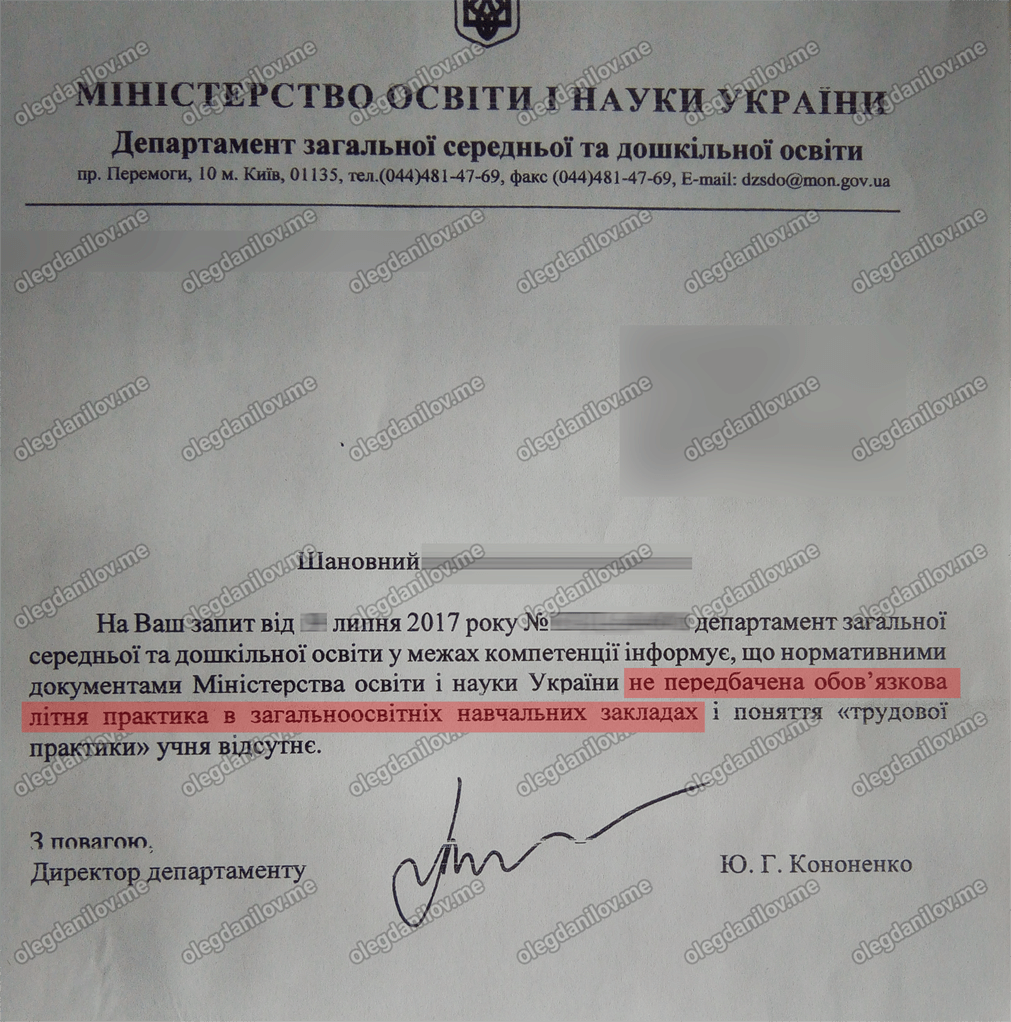 МІНІСТЕРСТВО ОСВІТИ І НАУКИ УКРАЇНИ
Департамент загальної середньої та дошкільної освіти
пр. Перемоги, 10 м. Київ, 01135, тел.(044)481-47-69, факс (044)481-47-69, E-mail: dzsdo@mon.gov.ua
Шановний
На Ваш запит від липня 2017 року № департамент загальної
середньої та дошкільної освіти у межах компетенції інформує, що нормативними
документами Міністерства освіти і науки України не передбачена обов’язкова
літня практика в загальноосвітніх навчальних закладах і поняття «трудової
практики» учня відсутнє.
З повагою,
Директор департаменту
Ю. Г. Кононенко
olegdanilov.me